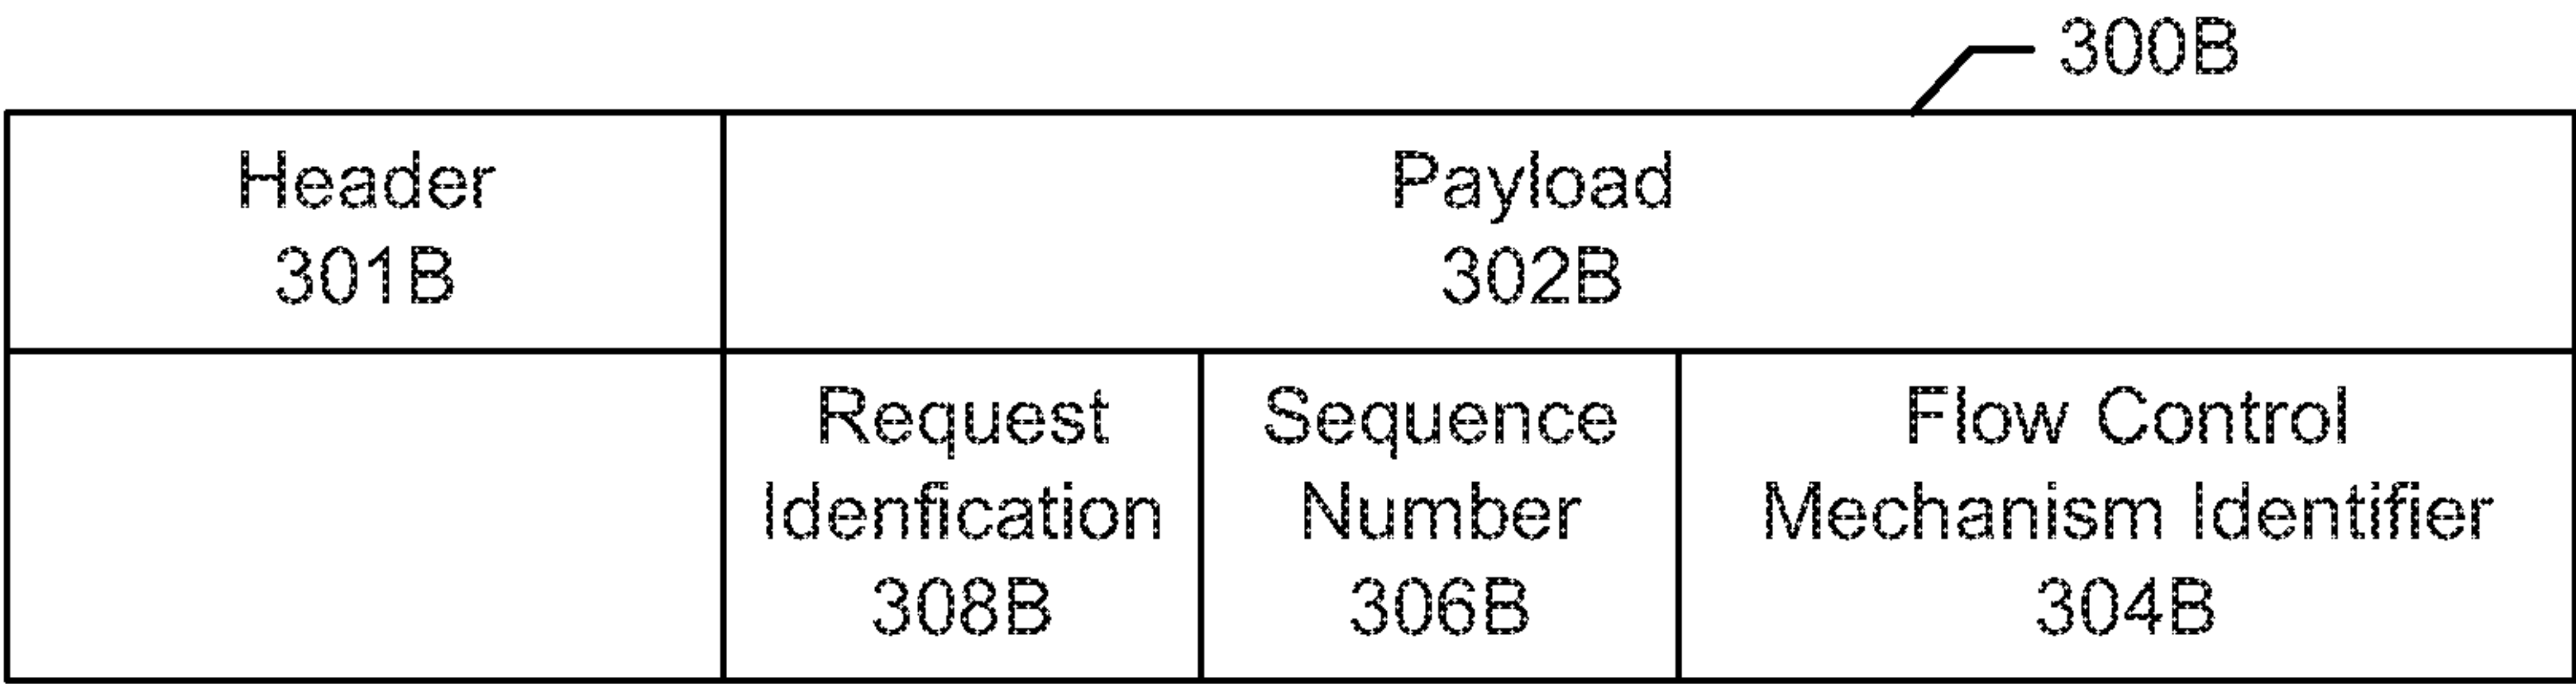 300B
Header
301B
Payload
302B
Request
Idenfication
308B
Sequence
Number
306B
Flow Control
Mechanism Identifier
304B